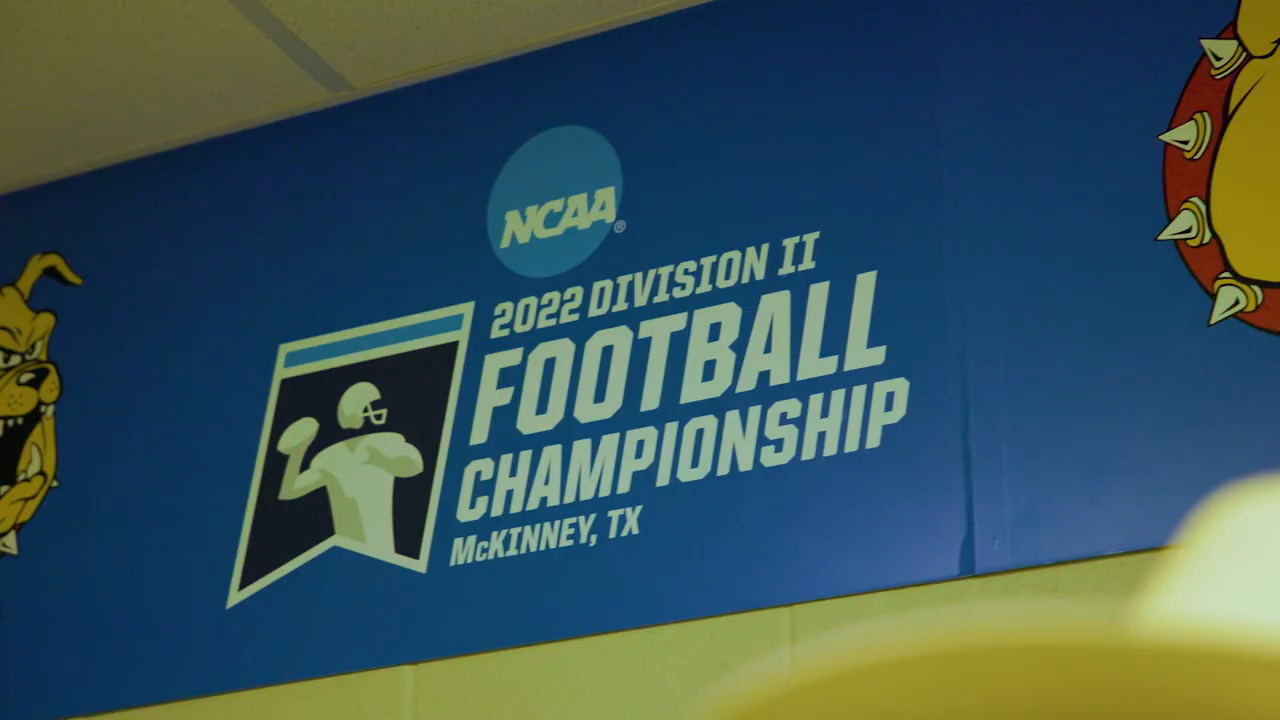 NCAA®
2022 DIVISION II
FOOTBALL
CHAMPIONSHIP
McKINNEY, TX